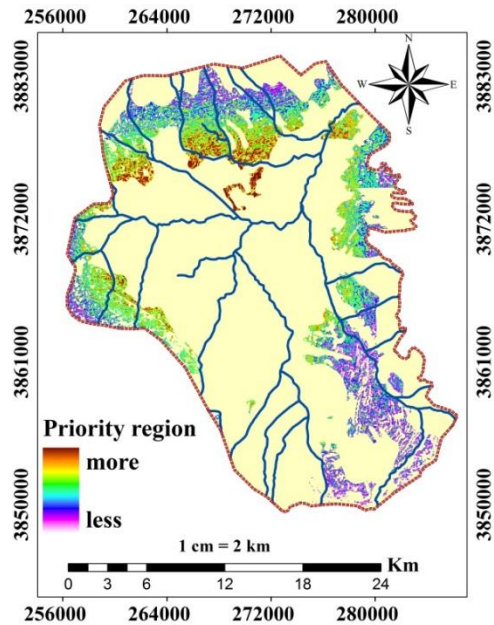 256000 264000 272000 280000
N
W E
S
3883000 3883000
3872000 3872000
3861000 3861000
3850000 3850000
Priority region
more
less
1 cm = 2 km
Km
0 3 6 12 18 24
256000 264000 272000 280000